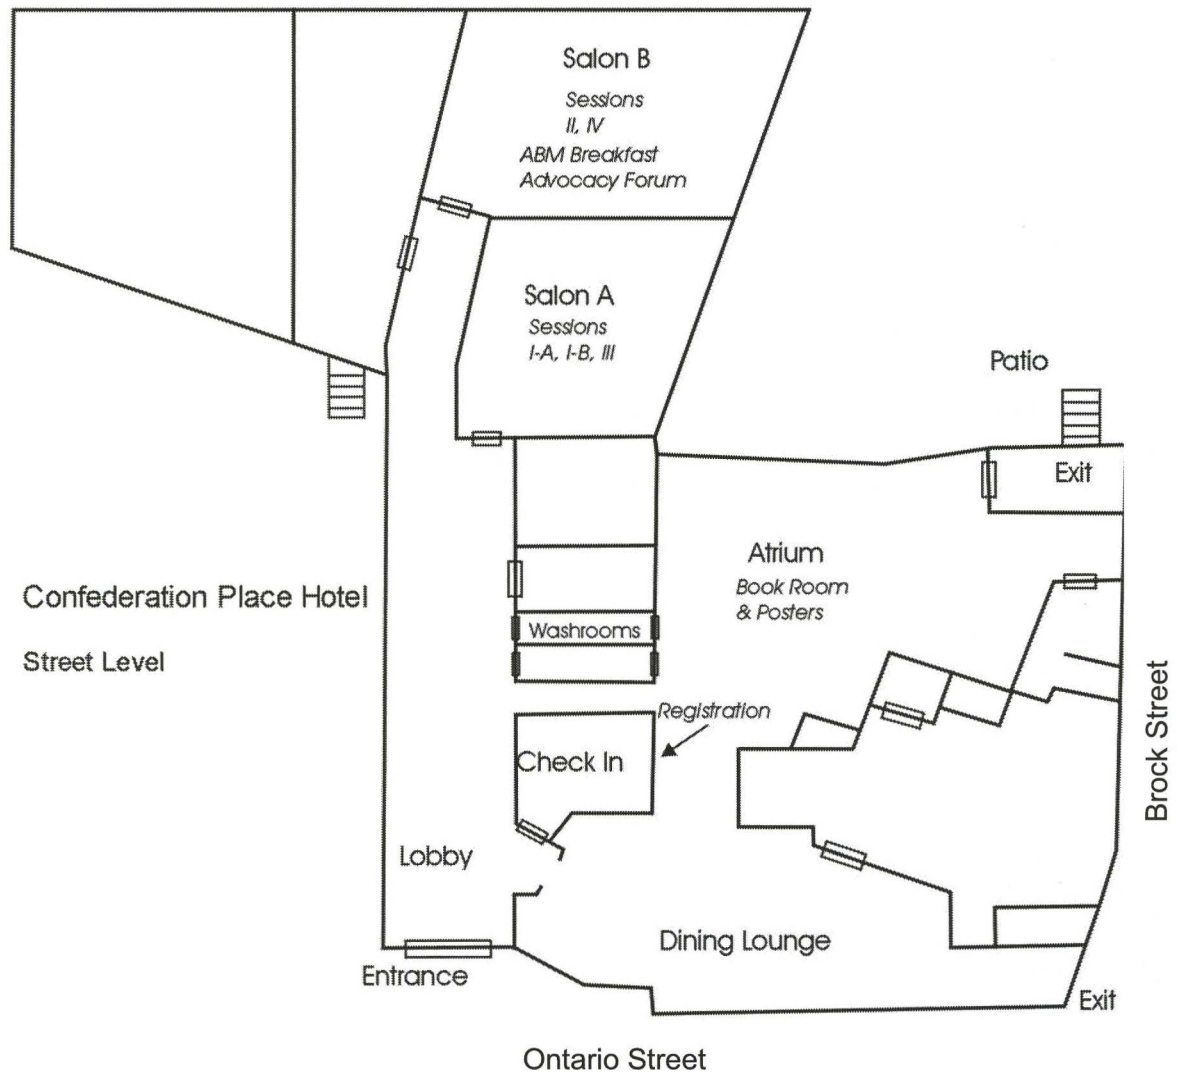 Salon B
Sessions
II, IV
ABM Breakfast
Advocacy Forum
Salon A
Sessions
I-A, I-B, III
Patio
Exit
Atrium
Book Room
& Posters
Confederation Place Hotel
Street Level
Washrooms
Registration
Check In
Brock Street
Lobby
Dining Lounge
Entrance
Exit
Ontario Street